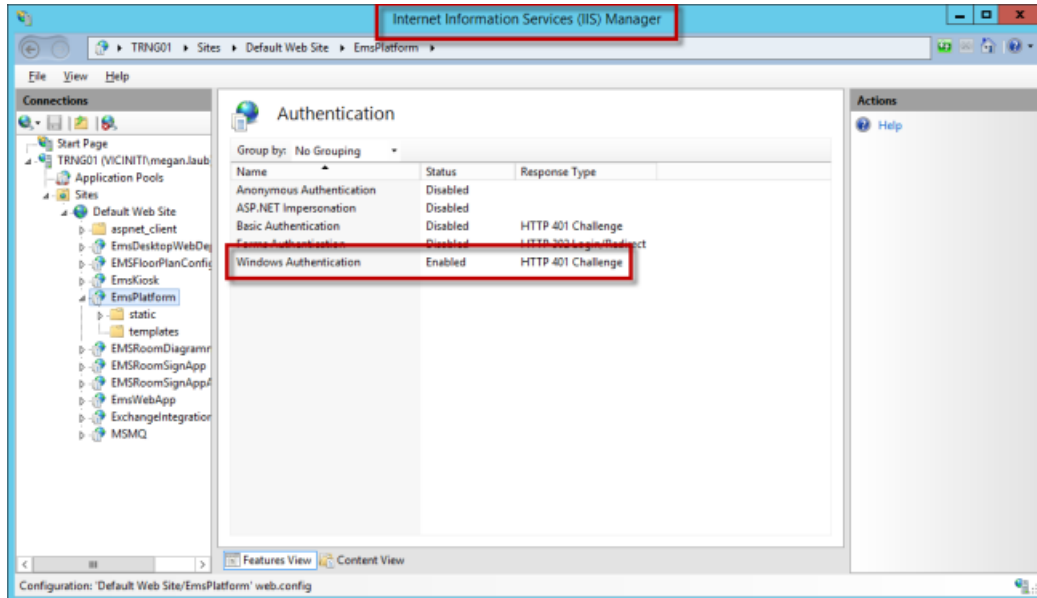 Internet Information Services (IIS) Manager
TRNG01 Sites Default Web Site EmsPlatform
File View Help
Connections
Start Page
TRNG01 (VICINITI\megan.laub
Application Pools
Sites
Default Web Site
aspnet_client
EmsDesktopWebDep
EMSFloorPlanConfig
EmsKiosk
EmsPlatform
static
templates
EMSRoomDiagramr
EMSRoomSignApp
EMSRoomSignAppA
EmsWebApp
ExchangeIntegration
MSMQ
Authentication
Group by: No Grouping
Name Status Response Type
Anonymous Authentication Disabled
ASP.NET Impersonation Disabled
Basic Authentication Disabled HTTP 401 Challenge
Forms Authentication Disabled HTTP 302 Login/Redirect
Windows Authentication Enabled HTTP 401 Challenge
Features View Content View
Actions
Help
Configuration: 'Default Web Site/EmsPlatform' web.config